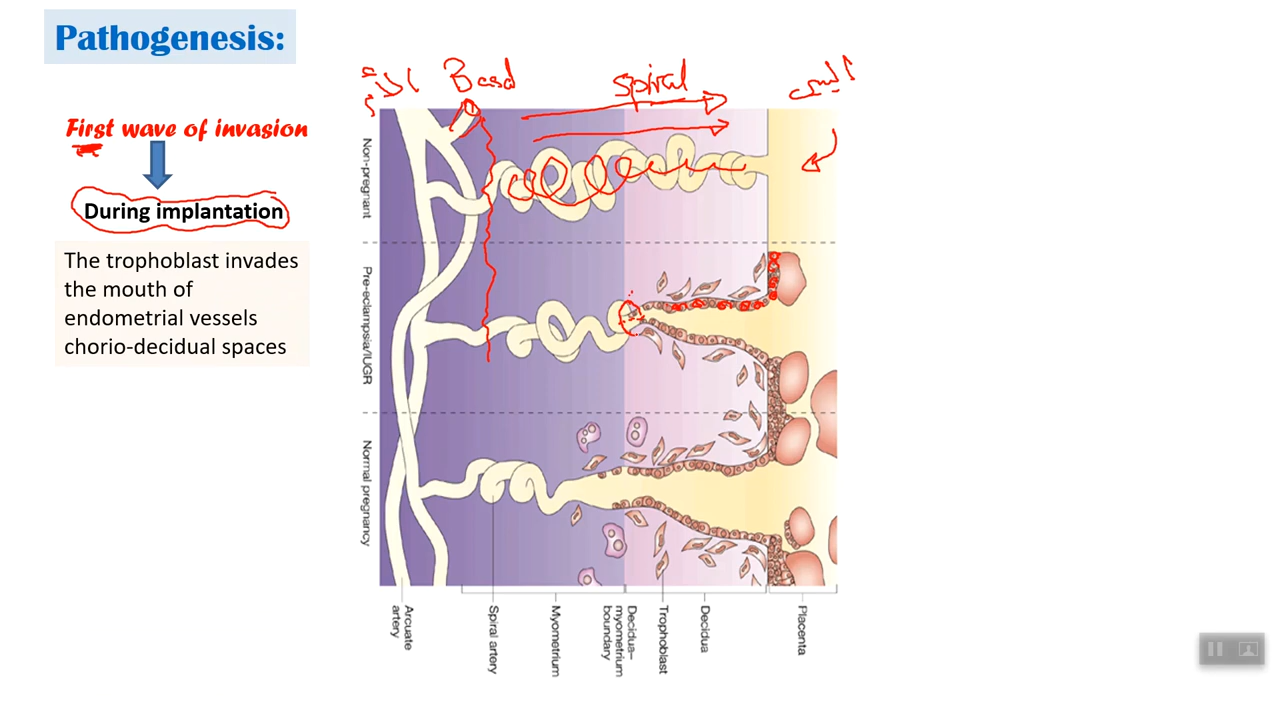 Pathogenesis:
First wave of invasion
During implantation
The trophoblast invades
the mouth of
endometrial vessels
chorio-decidual spaces
Basal
spiral
Non-pregnant
Pre-eclampsia/IUGR
Normal pregnancy
Arcuate
artery
Spiral artery
Myometrium
Decidua–
myometrium
boundary
Trophoblast
Decidua
Placenta